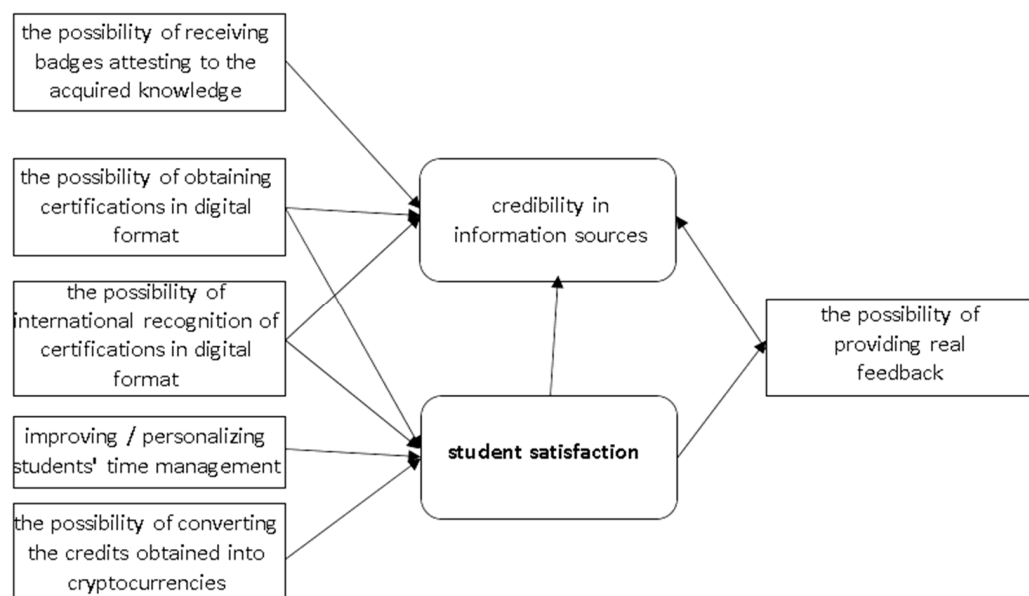 the possibility of receiving
badges attesting to the
acquired knowledge
the possibility of obtaining
certifications in digital
format
the possibility of
international recognition of
certifications in digital
format
improving / personalizing
students' time management
the possibility of converting
the credits obtained into
cryptocurrencies
credibility in
information sources
student satisfaction
the possibility of
providing real
feedback